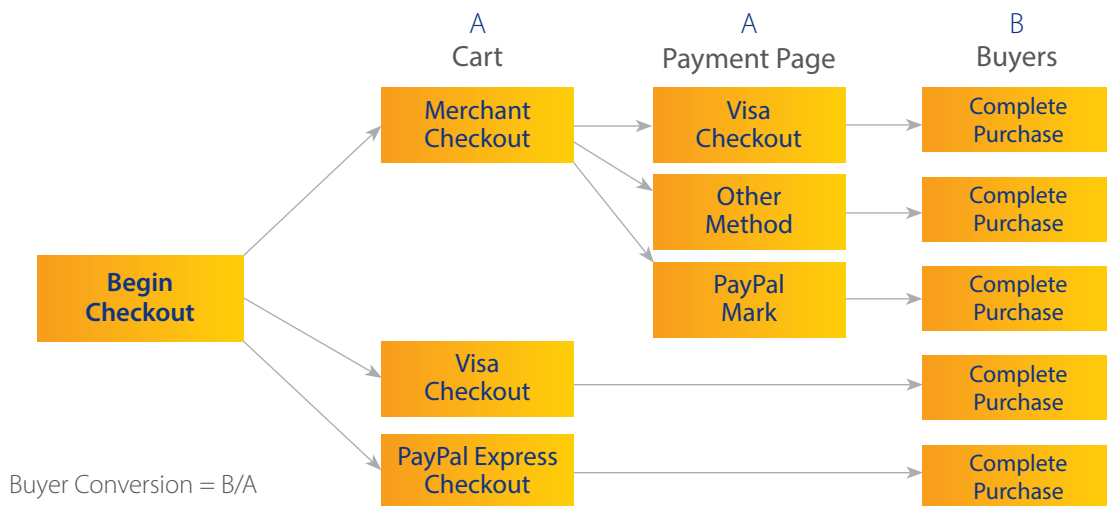 A
A
B
Cart
Payment Page
Buyers
Merchant
Checkout
Visa
Checkout
Complete
Purchase
Other
Method
Complete
Purchase
Begin
Checkout
PayPal
Mark
Complete
Purchase
Visa
Checkout
Complete
Purchase
PayPal Express
Checkout
Complete
Purchase
Buyer Conversion = B/A